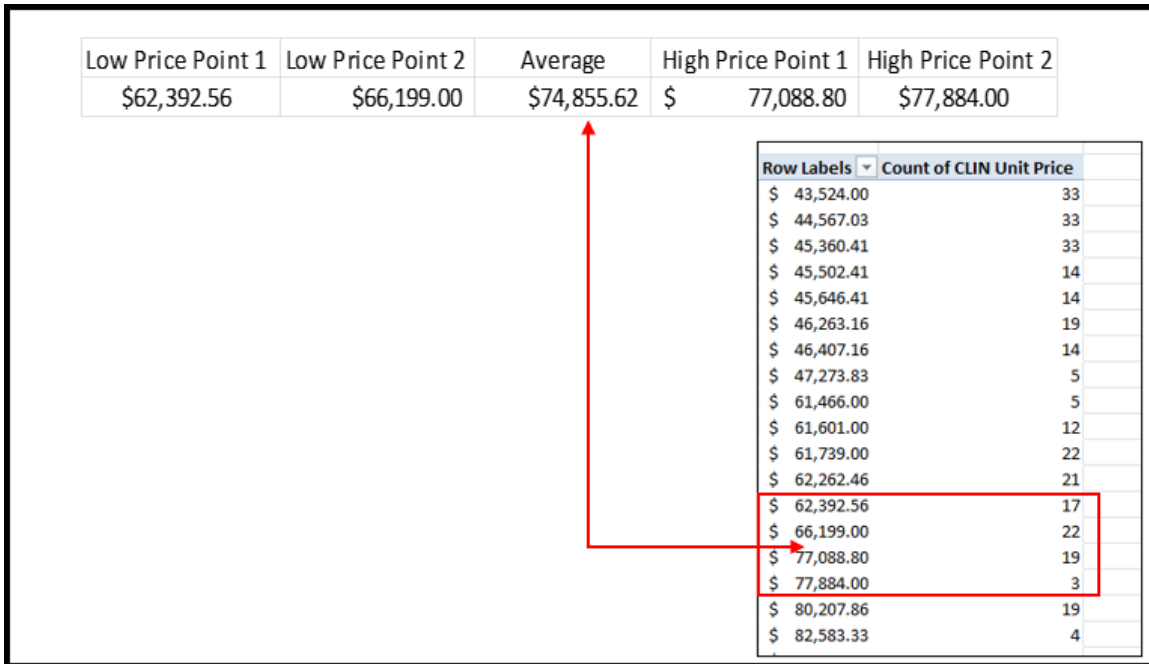 Low Price Point 1 Low Price Point 2 Average High Price Point 1 High Price Point 2
$62,392.56 $66,199.00 $74,855.62 $ 77,088.80 $77,884.00
Row Labels Count of CLIN Unit Price
$ 43,524.00 33
$ 44,567.03 33
$ 45,360.41 33
$ 45,502.41 14
$ 45,646.41 14
$ 46,263.16 19
$ 46,407.16 14
$ 47,273.83 5
$ 61,466.00 5
$ 61,601.00 12
$ 61,739.00 22
$ 62,262.46 21
$ 62,392.56 17
$ 66,199.00 22
$ 77,088.80 19
$ 77,884.00 3
$ 80,207.86 19
$ 82,583.33 4